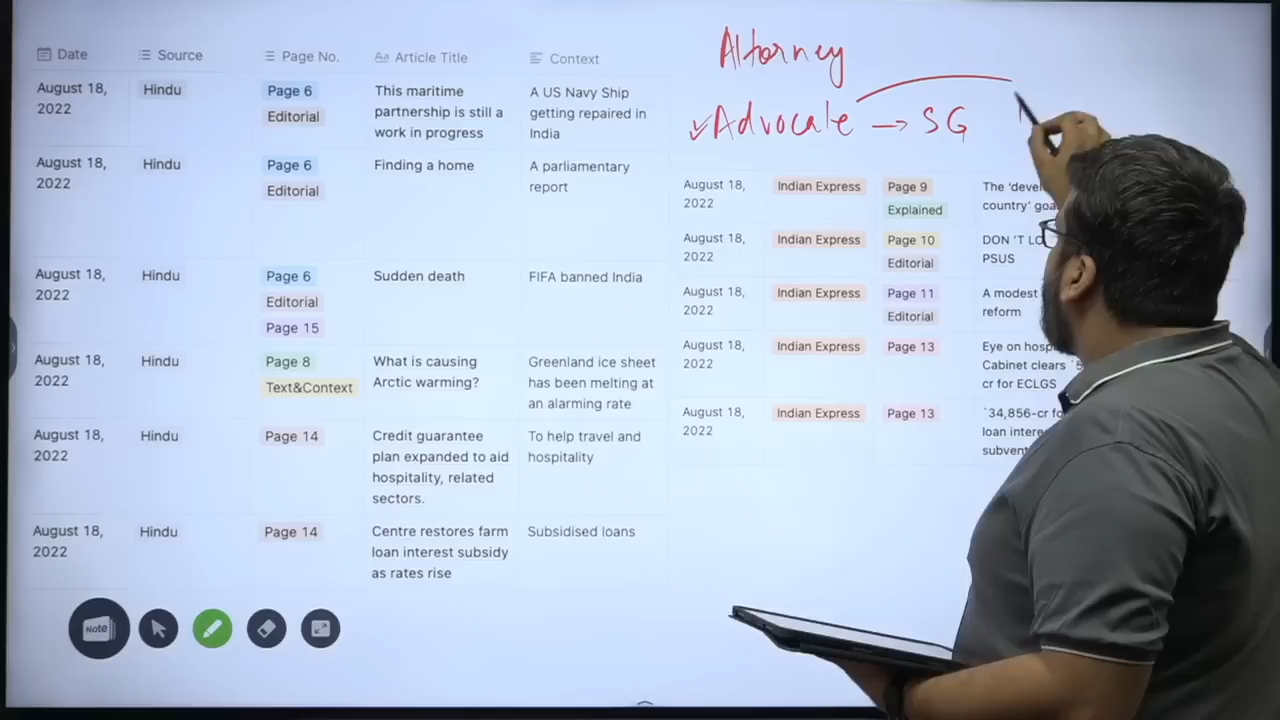 Date
Source
Page No.
Aa Article Title
Context
August 18,
2022
Hindu
Page 6
Editorial
This maritime
partnership is still a
work in progress
A US Navy Ship
getting repaired in
India
August 18,
2022
Hindu
Page 6
Editorial
Finding a home
A parliamentary
report
August 18,
2022
Hindu
Page 6
Editorial
Page 15
Sudden death
FIFA banned India
August 18,
2022
Hindu
Page 8
Text&Context
What is causing
Arctic warming?
Greenland ice sheet
has been melting at
an alarming rate
August 18,
2022
Hindu
Page 14
Credit guarantee
plan expanded to aid
hospitality, related
sectors.
To help travel and
hospitality
August 18,
2022
Hindu
Page 14
Centre restores farm
loan interest subsidy
as rates rise
Subsidised loans
Note
Attorney
Advocate → SG
August 18,
2022
Indian Express
Page 9
Explained
The
country'
August 18,
2022
Indian Express
Page 10
Editorial
DON 'T
PSUS
August 18,
2022
Indian Express
Page 11
Editorial
A modest
reform
August 18,
2022
Indian Express
Page 13
Eye on
Cabinet clears
cr for ECLGS
August 18,
2022
Indian Express
Page 13
`34,856-cr
loan